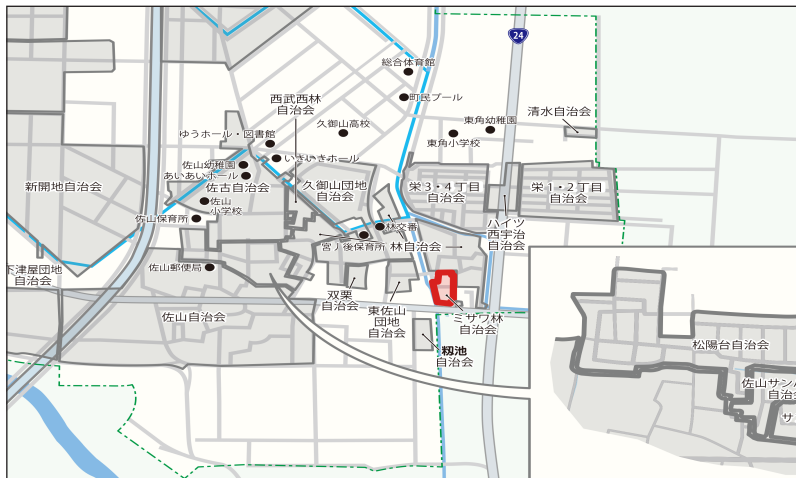 24
総合体育館
町民プール
西武西林
自治会
清水自治会
久御山高校
東角幼稚園
東角小学校
ゆうホール・図書館
いきいきホール
佐山幼稚園
あいあいホール
佐古自治会
久御山団地
自治会
栄3・4丁目
自治会
栄1・2丁目
自治会
新開地自治会
佐山
小学校
佐山保育所
ハイツ
西宇治
自治会
林交番
林自治会
宮ノ後保育所
佐山郵便局
下津屋団地
自治会
双栗
自治会
東佐山
団地
自治会
ミサワ林
自治会
佐山自治会
籾池
自治会
松陽台自治会
佐山サンハ
自治会
サ